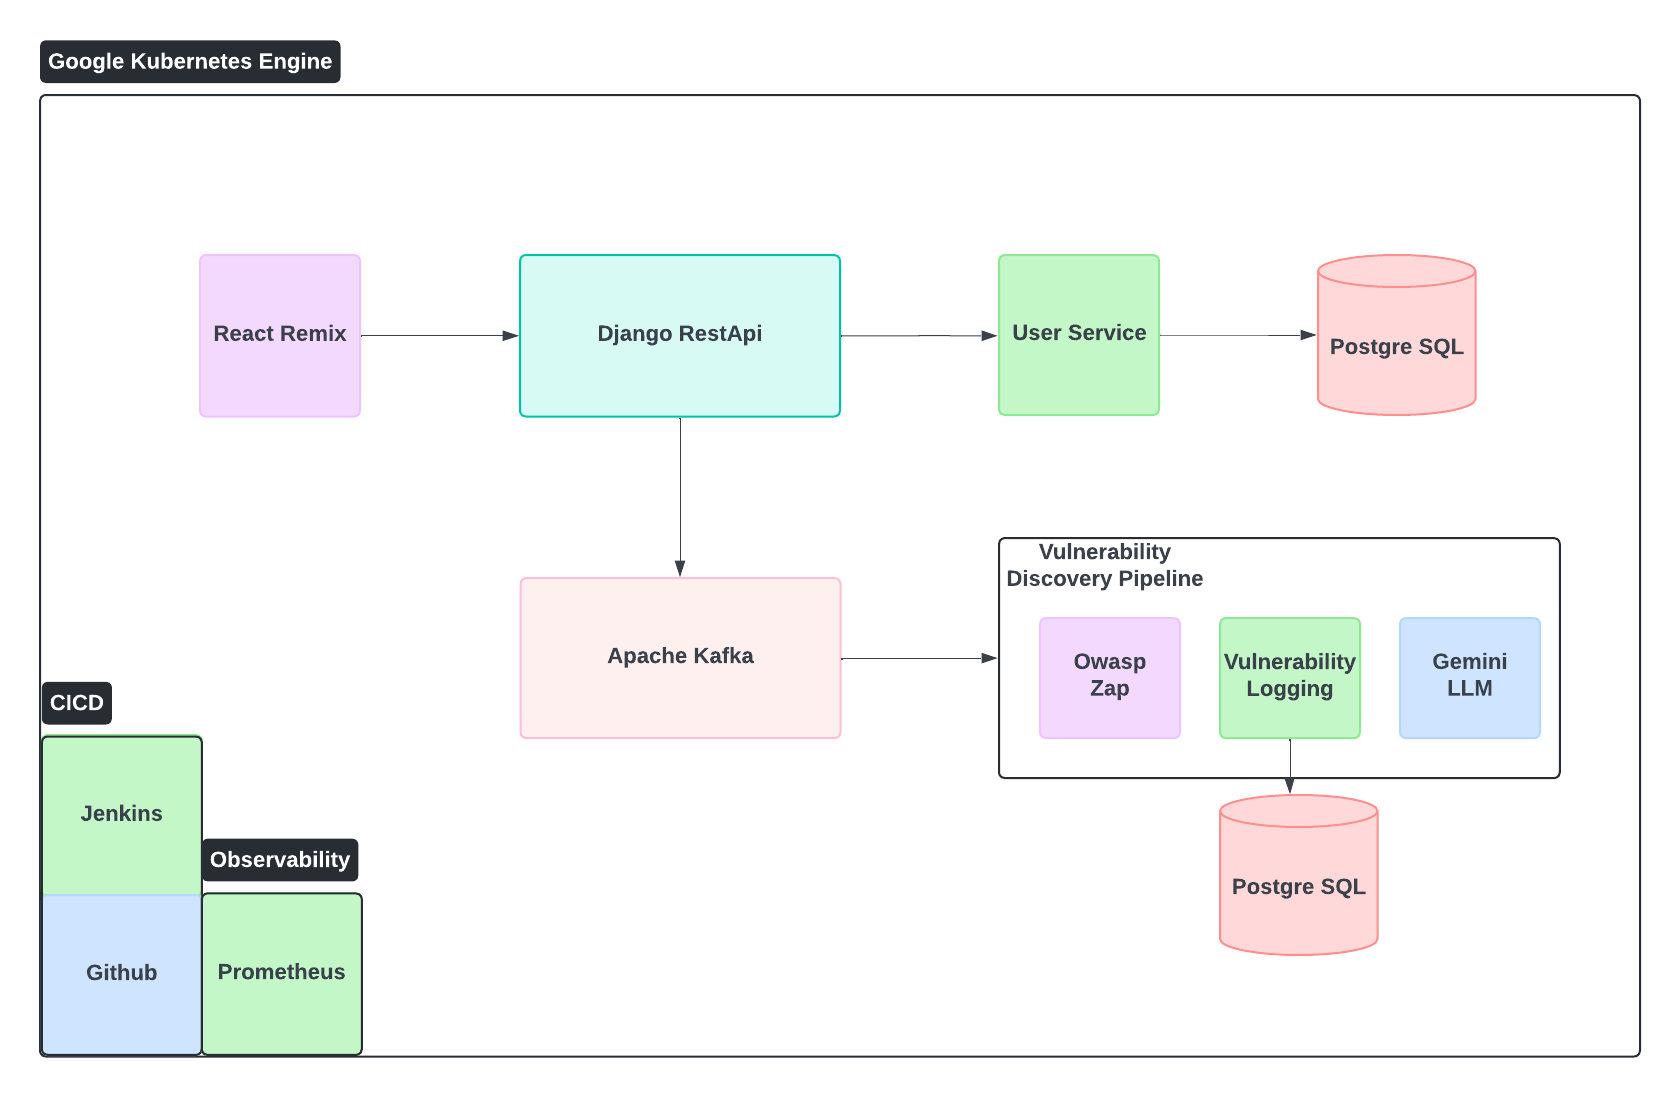 Google Kubernetes Engine
React Remix
Django RestApi
User Service
Postgre SQL
Vulnerability
Discovery Pipeline
Apache Kafka
Owasp
Zap
Vulnerability
Logging
Gemini
LLM
CICD
Jenkins
Observability
Postgre SQL
Github
Prometheus